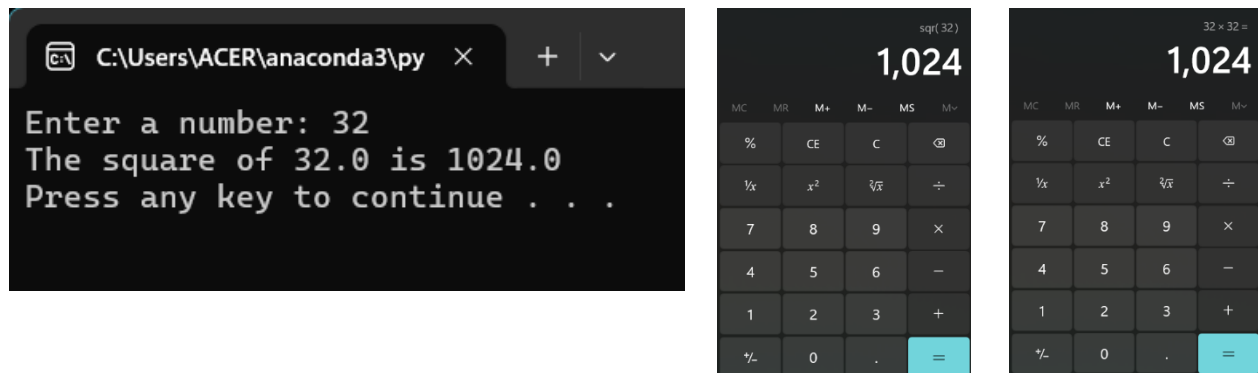 C:\Users\ACER\anaconda3\py
Enter a number: 32
The square of 32.0 is 1024.0
Press any key to continue . . .
sqr( 32 )
1,024
MC MR M+ M− MS M˅
% CE C ⌫
¹/x x² ²√x ÷
7 8 9 ×
4 5 6 −
1 2 3 +
+/− 0 . =
32 × 32 =
1,024
MC MR M+ M− MS M˅
% CE C ⌫
¹/x x² ²√x ÷
7 8 9 ×
4 5 6 −
1 2 3 +
+/− 0 . =